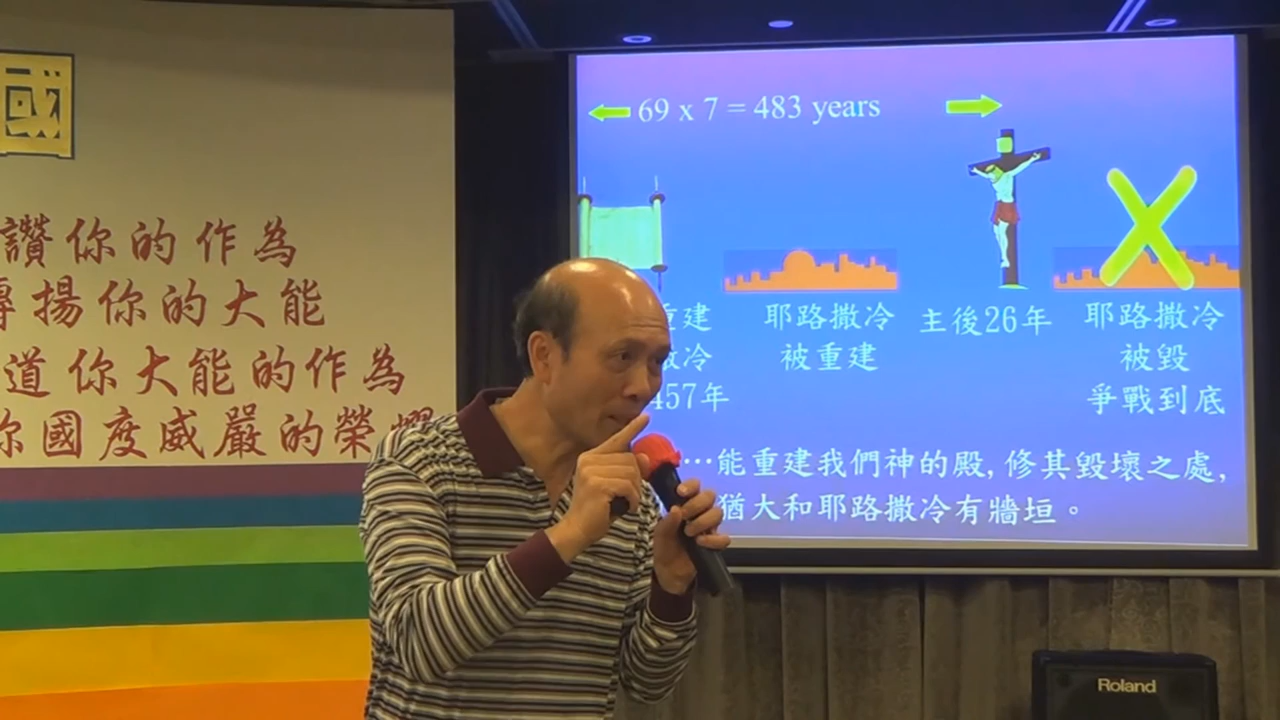 國
讚你的作為
揚你的大能
道你大能的作為
你國度威嚴的榮耀
69 x 7 = 483 years
重建
撒冷
457年
耶路撒冷
被重建
主後26年
耶路撒冷
被毀
爭戰到底
…能重建我們神的殿,修其毀壞之處,
猶大和耶路撒冷有牆垣。
Roland